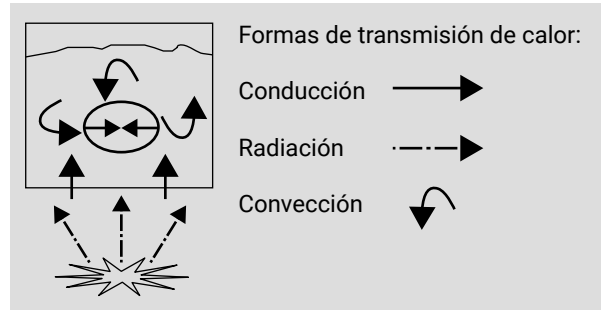 Formas de transmisión de calor:
Conducción
Radiación
Convección